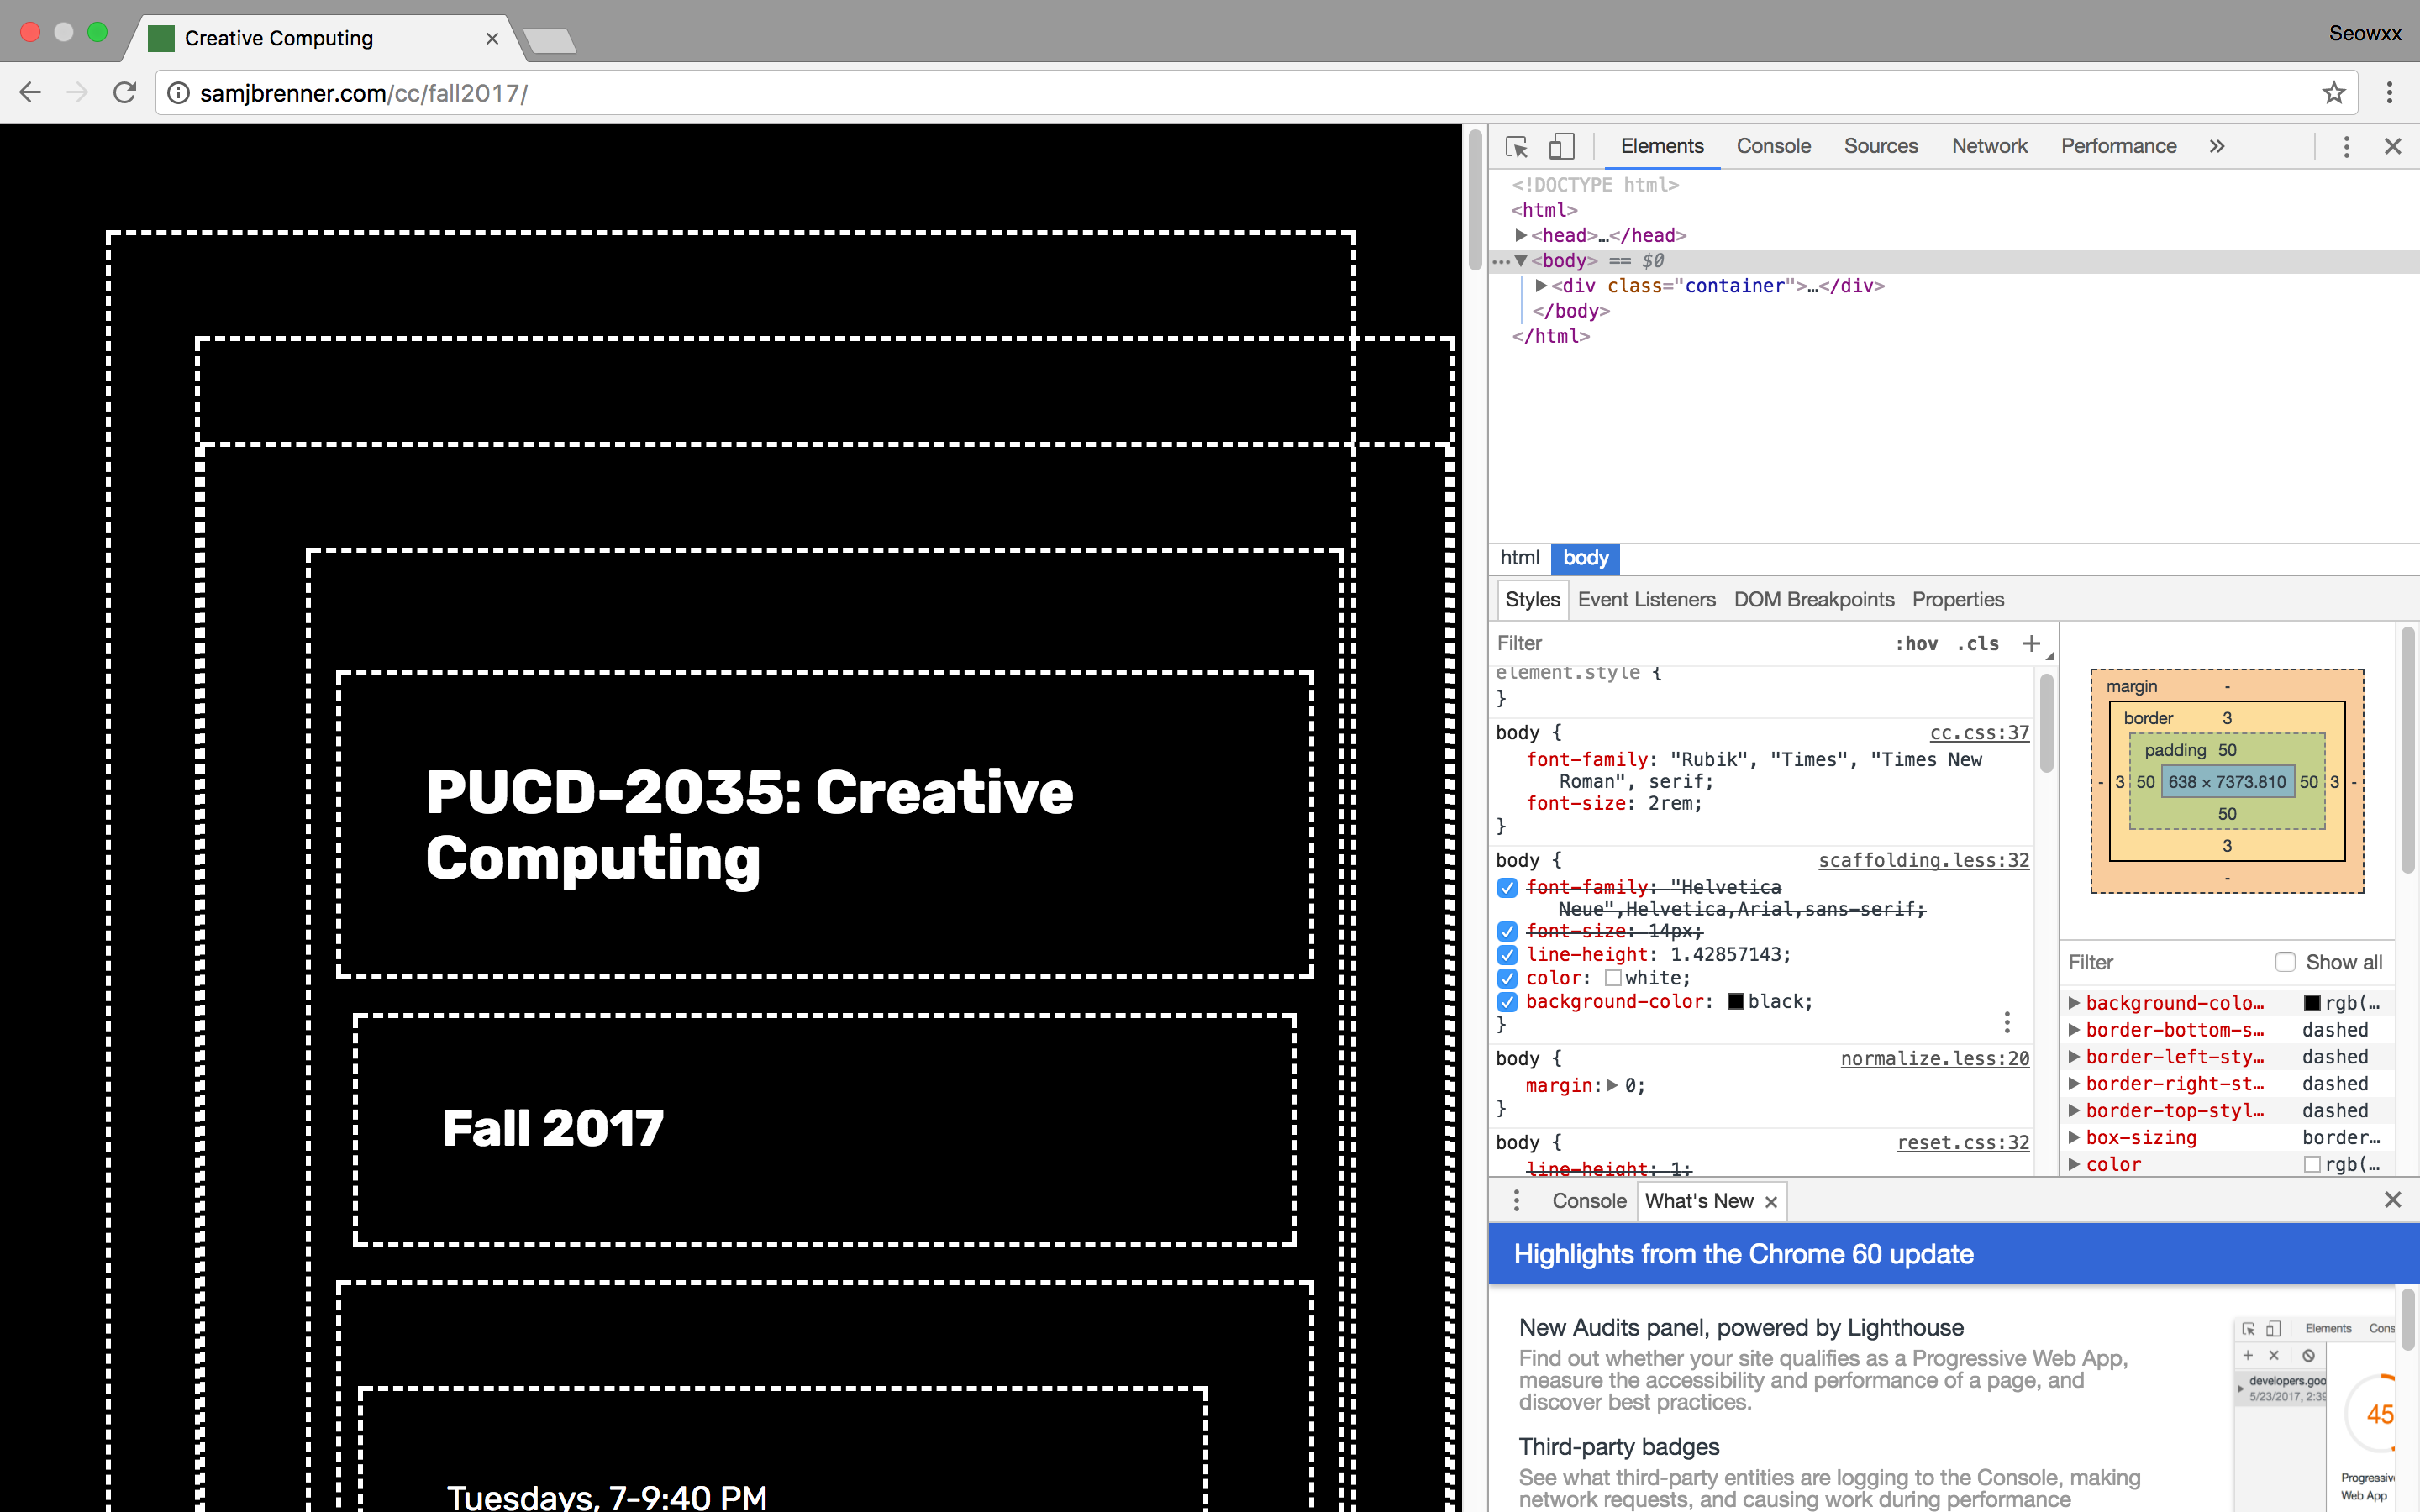 Creative Computing
Seowxx
samjbrenner.com/cc/fall2017/
Elements Console Sources Network Performance »
<!DOCTYPE html>
<html>
<head>…</head>
<body> == $0
<div class="container">…</div>
</body>
</html>
html body
Styles Event Listeners DOM Breakpoints Properties
Filter :hov .cls +
element.style {
}
body { cc.css:37
font-family: "Rubik", "Times", "Times New
Roman", serif;
font-size: 2rem;
}
body { scaffolding.less:32
font-family: "Helvetica
Neue",Helvetica,Arial,sans-serif;
font-size: 14px;
line-height: 1.42857143;
color: white;
background-color: black;
}
body { normalize.less:20
margin: 0;
}
body { reset.css:32
line-height: 1;
margin -
border 3
padding 50
- 3 50 638 × 7373.810 50 3 -
50
3
-
Filter Show all
background-colo… rgb(…
border-bottom-s… dashed
border-left-sty… dashed
border-right-st… dashed
border-top-styl… dashed
box-sizing border…
color rgb(…
Console What's New
Highlights from the Chrome 60 update
New Audits panel, powered by Lighthouse
Find out whether your site qualifies as a Progressive Web App,
measure the accessibility and performance of a page, and
discover best practices.
Third-party badges
See what third-party entities are logging to the Console, making
network requests, and causing work during performance
Elements Cons
developers.goo
5/23/2017, 2:39
45
Progressiv
Web App
PUCD-2035: Creative
Computing
Fall 2017
Tuesdays, 7-9:40 PM